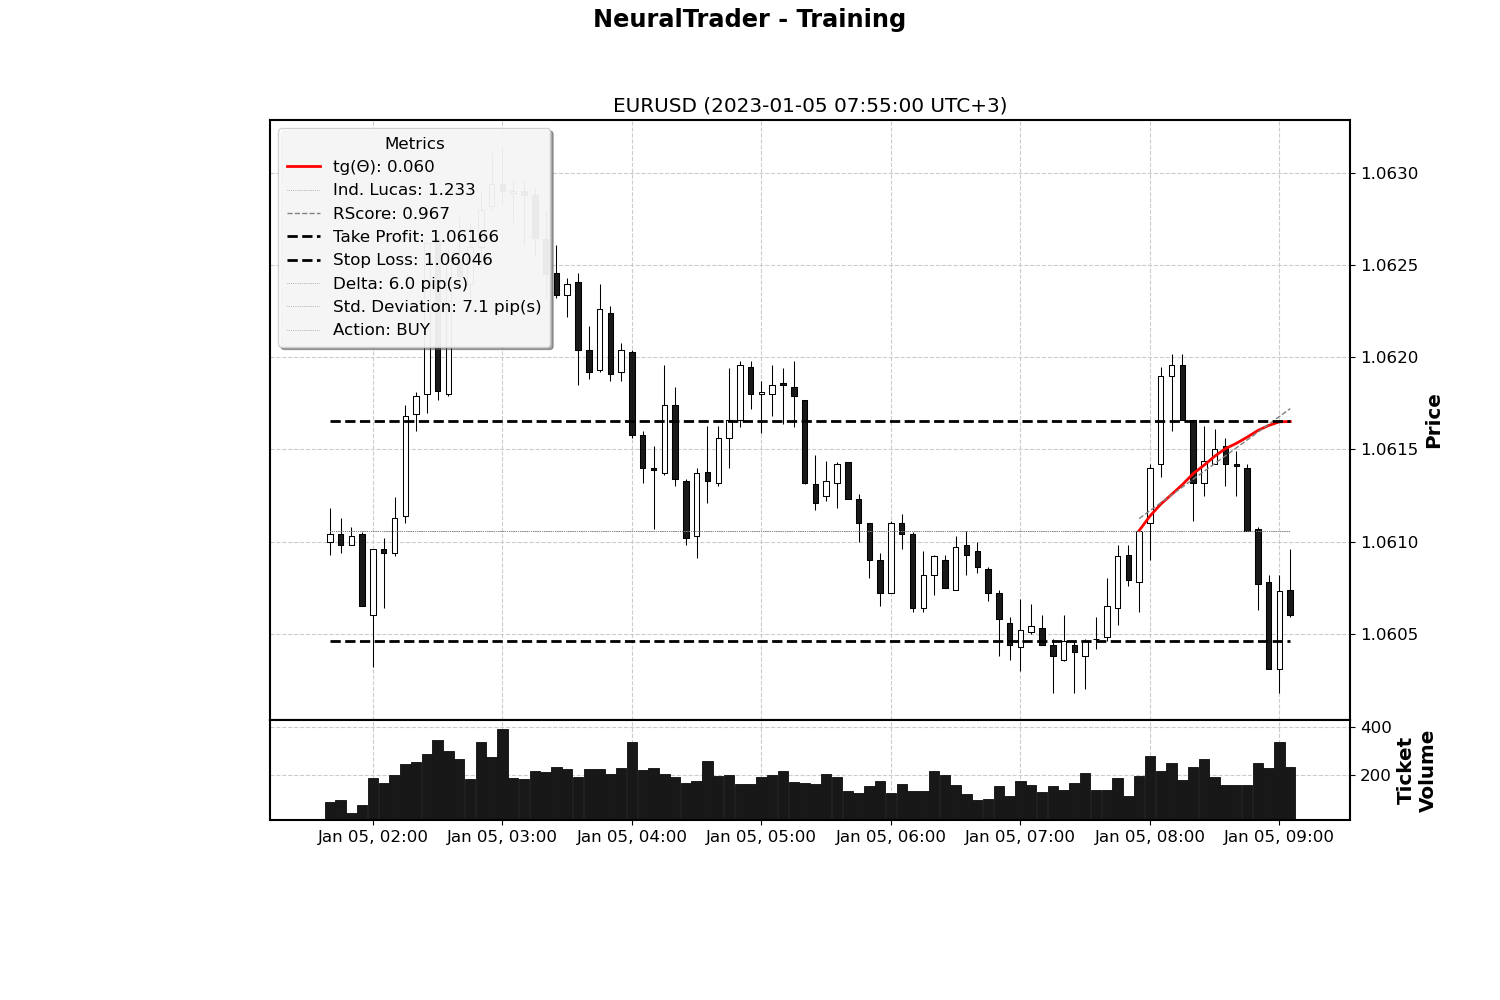 NeuralTrader - Training
EURUSD (2023-01-05 07:55:00 UTC+3)
Metrics
tg(Θ): 0.060
Ind. Lucas: 1.233
RScore: 0.967
Take Profit: 1.06166
Stop Loss: 1.06046
Delta: 6.0 pip(s)
Std. Deviation: 7.1 pip(s)
Action: BUY
1.0630
1.0625
1.0620
1.0615
1.0610
1.0605
Price
400
200
Ticket
Volume
Jan 05, 02:00
Jan 05, 03:00
Jan 05, 04:00
Jan 05, 05:00
Jan 05, 06:00
Jan 05, 07:00
Jan 05, 08:00
Jan 05, 09:00